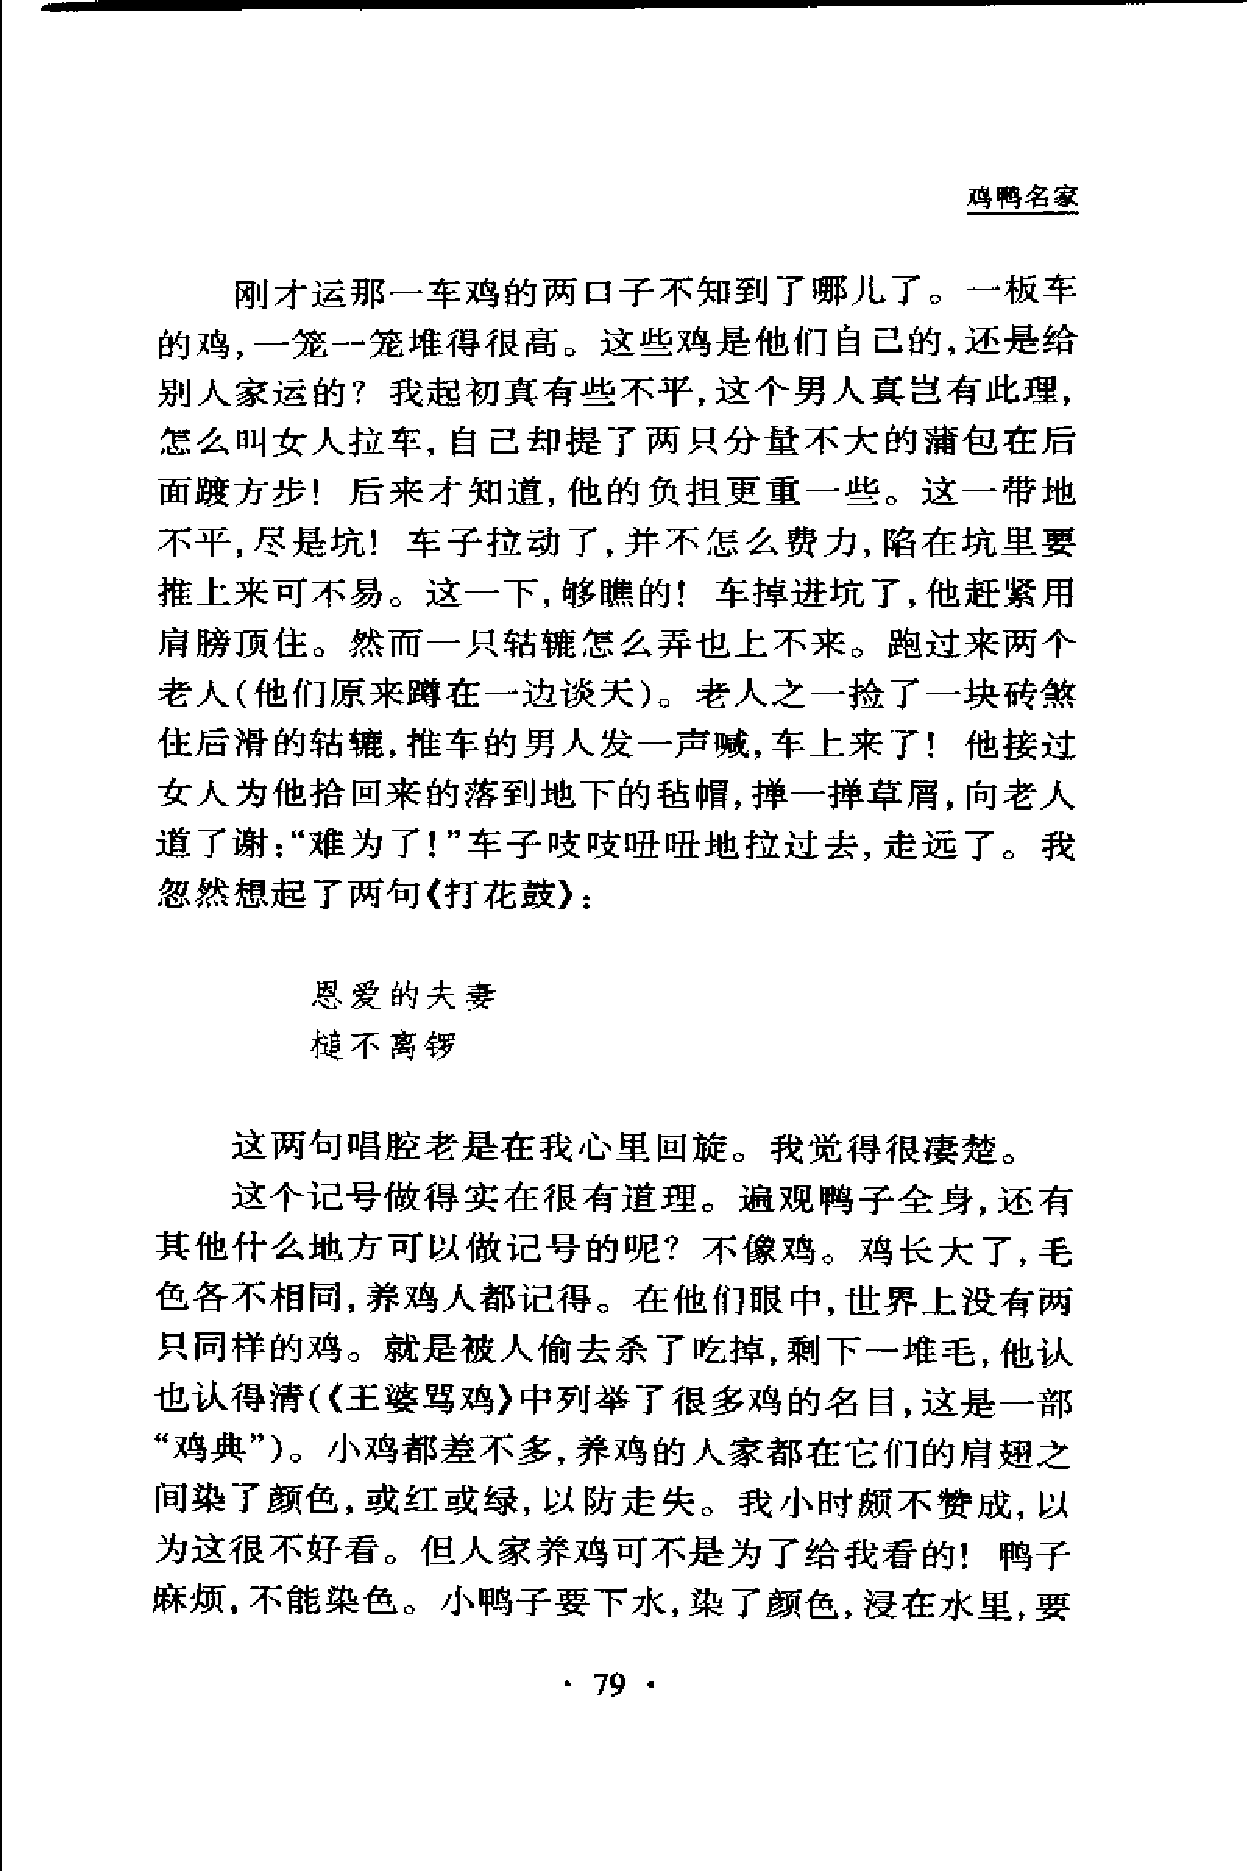 鸡鸭名家
刚才运那一车鸡的两口子不知到了哪儿了。一板车
的鸡，一笼一笼堆得很高。这些鸡是他们自己的，还是给
别人家运的？我起初真有些不平，这个男人真岂有此理，
怎么叫女人拉车，自己却提了两只分量不大的蒲包在后
面踱方步！后来才知道，他的负担更重一些。这一带地
不平，尽是坑！车子拉动了，并不怎么费力，陷在坑里要
推上来可不易。这一下，够瞧的！车掉进坑了，他赶紧用
肩膀顶住。然而一只轱辘怎么弄也上不来。跑过来两个
老人（他们原来蹲在一边谈天）。老人之一捡了一块砖煞
住后滑的轱辘，推车的男人发一声喊，车上来了！他接过
女人为他拾回来的落到地下的毡帽，掸一掸草屑，向老人
道了谢：“难为了！”车子吱吱吜吜地拉过去，走远了。我
忽然想起了两句《打花鼓》：
恩爱的夫妻
槌不离锣
这两句唱腔老是在我心里回旋。我觉得很凄楚。
这个记号做得实在很有道理。遍观鸭子全身，还有
其他什么地方可以做记号的呢？不像鸡。鸡长大了，毛
色各不相同，养鸡人都记得。在他们眼中，世界上没有两
只同样的鸡。就是被人偷去杀了吃掉，剩下一堆毛，他认
也认得清（《王婆骂鸡》中列举了很多鸡的名目，这是一部
“鸡典”）。小鸡都差不多，养鸡的人家都在它们的肩翅之
间染了颜色，或红或绿，以防走失。我小时颇不赞成，以
为这很不好看。但人家养鸡可不是为了给我看的！鸭子
麻烦，不能染色。小鸭子要下水，染了颜色，浸在水里，要
· 79 ·